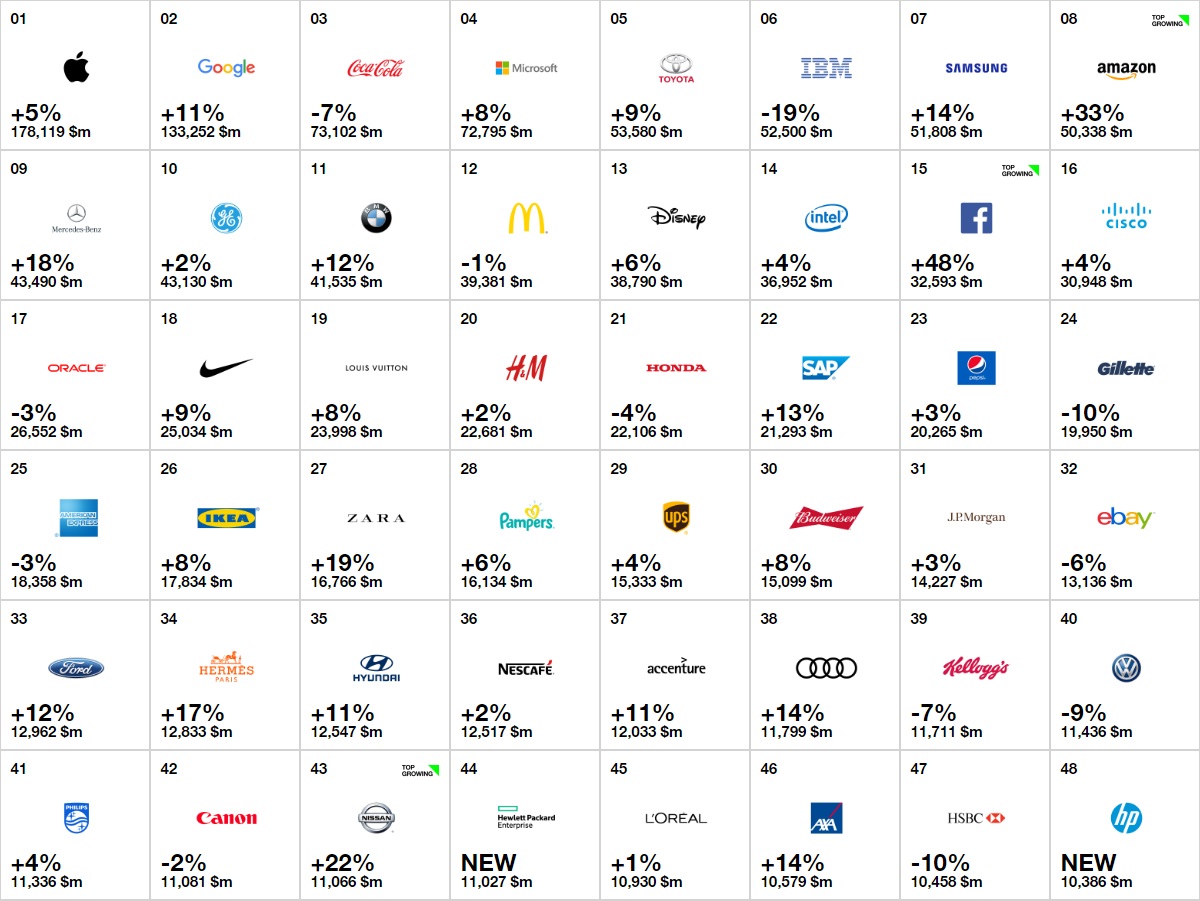 01
+5%
178,119 $m
02
Google
+11%
133,252 $m
03
Coca-Cola
-7%
73,102 $m
04
Microsoft
+8%
72,795 $m
05
TOYOTA
+9%
53,580 $m
06
IBM
-19%
52,500 $m
07
SAMSUNG
+14%
51,808 $m
08
TOP
GROWING
amazon
+33%
50,338 $m
09
Mercedes-Benz
+18%
43,490 $m
10
GE
+2%
43,130 $m
11
BMW
+12%
41,535 $m
12
-1%
39,381 $m
13
Disney
+6%
38,790 $m
14
intel
+4%
36,952 $m
15
TOP
GROWING
f
+48%
32,593 $m
16
CISCO
+4%
30,948 $m
17
ORACLE
-3%
26,552 $m
18
+9%
25,034 $m
19
LOUIS VUITTON
+8%
23,998 $m
20
H&M
+2%
22,681 $m
21
HONDA
-4%
22,106 $m
22
SAP
+13%
21,293 $m
23
pepsi
+3%
20,265 $m
24
Gillette
-10%
19,950 $m
25
AMERICAN
EXPRESS
-3%
18,358 $m
26
IKEA
+8%
17,834 $m
27
ZARA
+19%
16,766 $m
28
Pampers
+6%
16,134 $m
29
ups
+4%
15,333 $m
30
Budweiser
+8%
15,099 $m
31
J.P.Morgan
+3%
14,227 $m
32
ebay
-6%
13,136 $m
33
Ford
+12%
12,962 $m
34
HERMÈS
PARIS
+17%
12,833 $m
35
HYUNDAI
+11%
12,547 $m
36
NESCAFÉ
+2%
12,517 $m
37
accenture
+11%
12,033 $m
38
+14%
11,799 $m
39
Kellogg's
-7%
11,711 $m
40
VW
-9%
11,436 $m
41
PHILIPS
+4%
11,336 $m
42
Canon
-2%
11,081 $m
43
TOP
GROWING
NISSAN
+22%
11,066 $m
44
Hewlett Packard
Enterprise
NEW
11,027 $m
45
L'ORÉAL
+1%
10,930 $m
46
AXA
+14%
10,579 $m
47
HSBC
-10%
10,458 $m
48
hp
NEW
10,386 $m